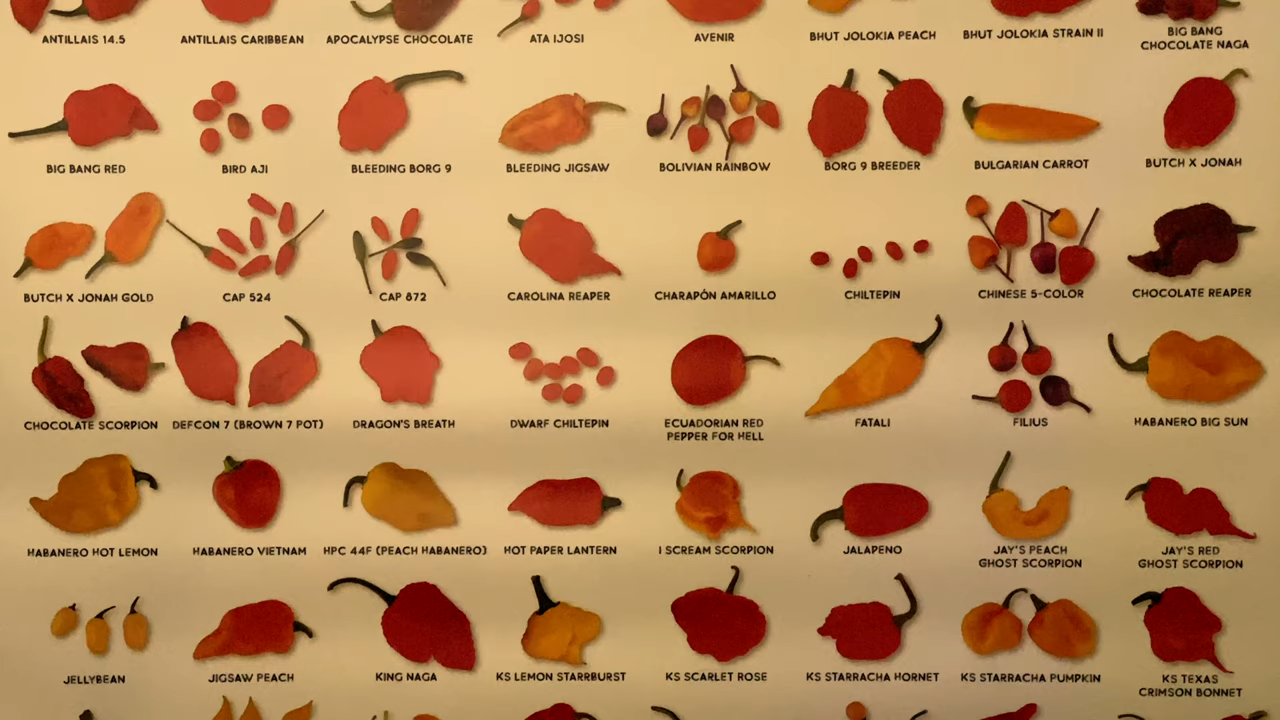 ANTILLAIS 14.5
ANTILLAIS CARIBBEAN
APOCALYPSE CHOCOLATE
ATA IJOSI
AVENIR
BHUT JOLOKIA PEACH
BHUT JOLOKIA STRAIN II
BIG BANG
CHOCOLATE NAGA
BIG BANG RED
BIRD AJI
BLEEDING BORG 9
BLEEDING JIGSAW
BOLIVIAN RAINBOW
BORG 9 BREEDER
BULGARIAN CARROT
BUTCH X JONAH
BUTCH X JONAH GOLD
CAP 524
CAP 872
CAROLINA REAPER
CHARAPÓN AMARILLO
CHILTEPIN
CHINESE 5-COLOR
CHOCOLATE REAPER
CHOCOLATE SCORPION
DEFCON 7 (BROWN 7 POT)
DRAGON'S BREATH
DWARF CHILTEPIN
ECUADORIAN RED
PEPPER FOR HELL
FATALI
FILIUS
HABANERO BIG SUN
HABANERO HOT LEMON
HABANERO VIETNAM
HPC 44F (PEACH HABANERO)
HOT PAPER LANTERN
I SCREAM SCORPION
JALAPENO
JAY'S PEACH
GHOST SCORPION
JAY'S RED
GHOST SCORPION
JELLYBEAN
JIGSAW PEACH
KING NAGA
KS LEMON STARRBURST
KS SCARLET ROSE
KS STARRACHA HORNET
KS STARRACHA PUMPKIN
KS TEXAS
CRIMSON BONNET